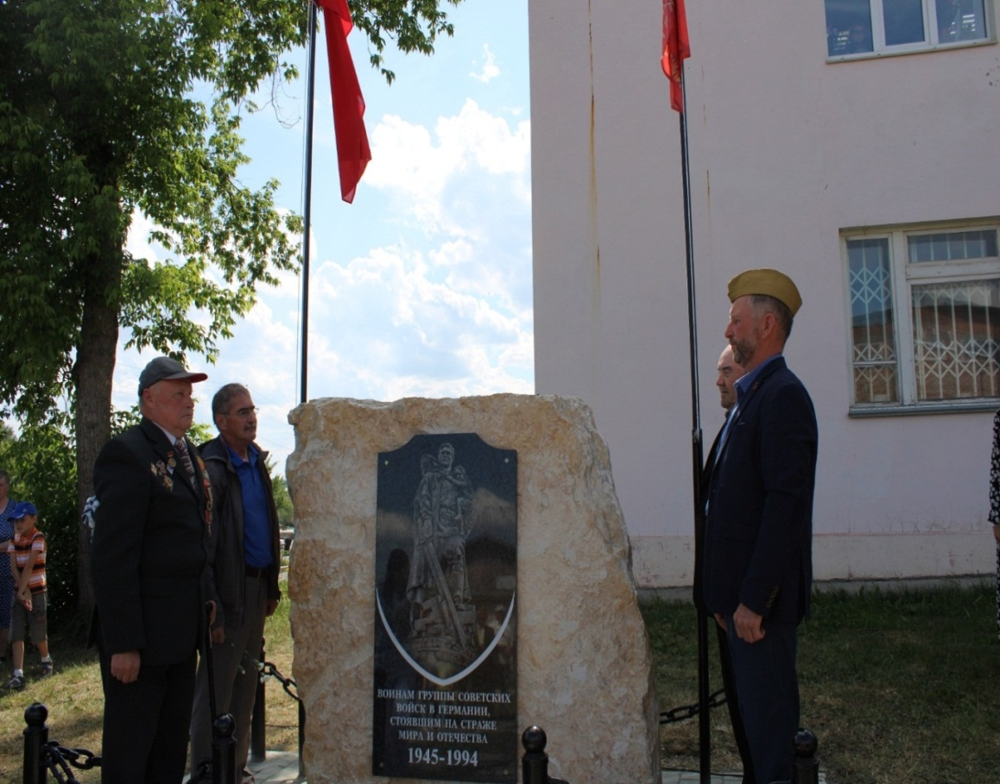 ВОИНАМ ГРУППЫ СОВЕТСКИХ
ВОЙСК В ГЕРМАНИИ,
СТОЯВШИМ НА СТРАЖЕ
МИРА И ОТЕЧЕСТВА
1945-1994